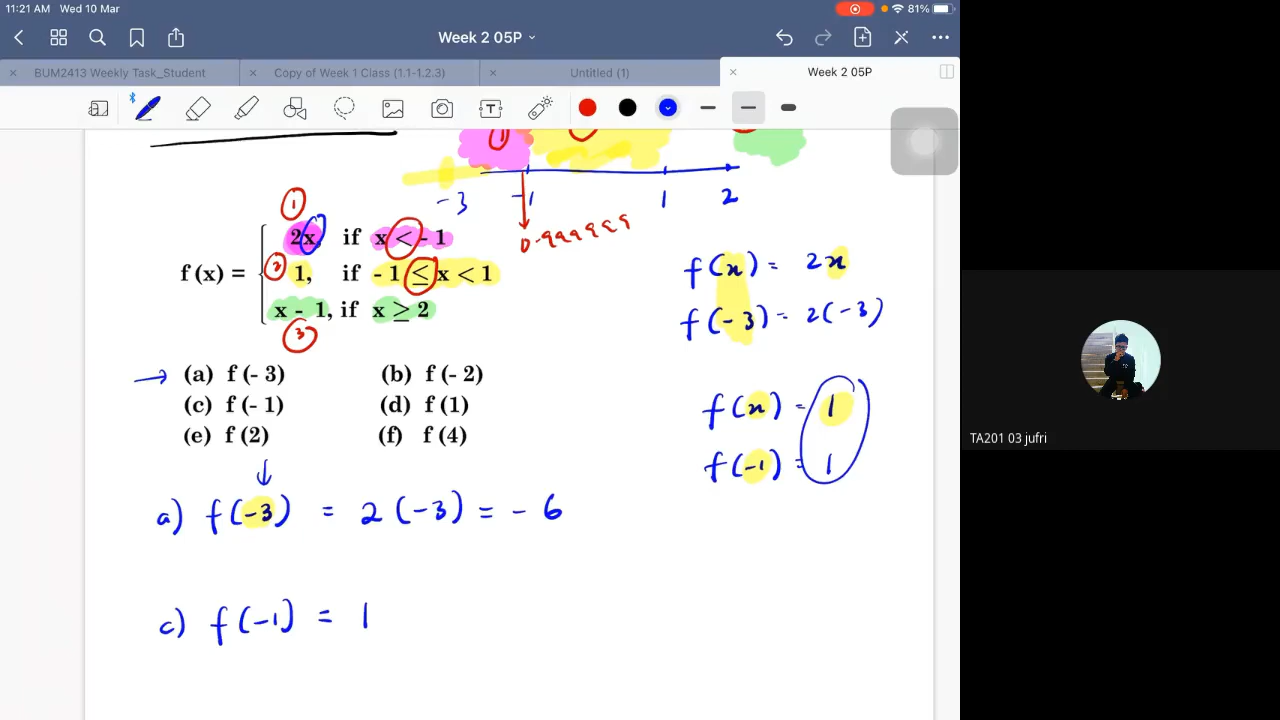 11:21 AM Wed 10 Mar
81%
Week 2 05P
BUM2413 Weekly Task_Student
Copy of Week 1 Class (1.1-1.2.3)
Untitled (1)
Week 2 05P
1
-3 -1 1 2
0.999999
1
2x, if x < - 1
f (x) = 2 1, if - 1 ≤ x < 1
x - 1, if x ≥ 2
3
f(x) = 2x
f(-3) = 2(-3)
→ (a) f (- 3) (b) f (- 2)
(c) f (- 1) (d) f (1)
(e) f (2) (f) f (4)
f(x) = 1
f(-1) = 1
a) f(-3) = 2(-3) = -6
c) f(-1) = 1
TA201 03 jufri